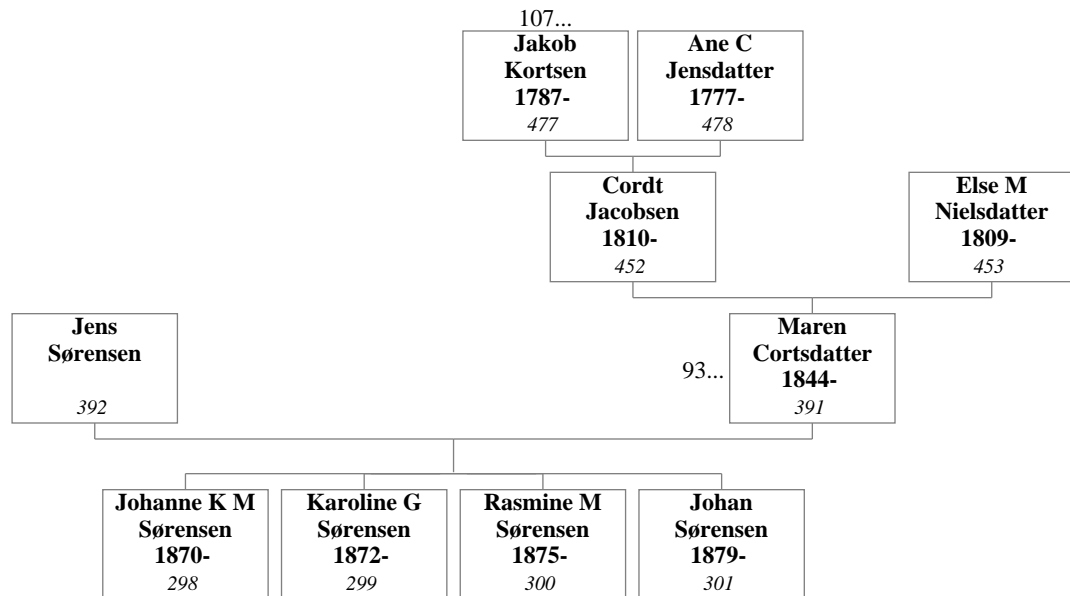 107...
Jakob
Kortsen
1787-
477
Ane C
Jensdatter
1777-
478
Cordt
Jacobsen
1810-
452
Else M
Nielsdatter
1809-
453
Jens
Sørensen
392
93...
Maren
Cortsdatter
1844-
391
Johanne K M
Sørensen
1870-
298
Karoline G
Sørensen
1872-
299
Rasmine M
Sørensen
1875-
300
Johan
Sørensen
1879-
301